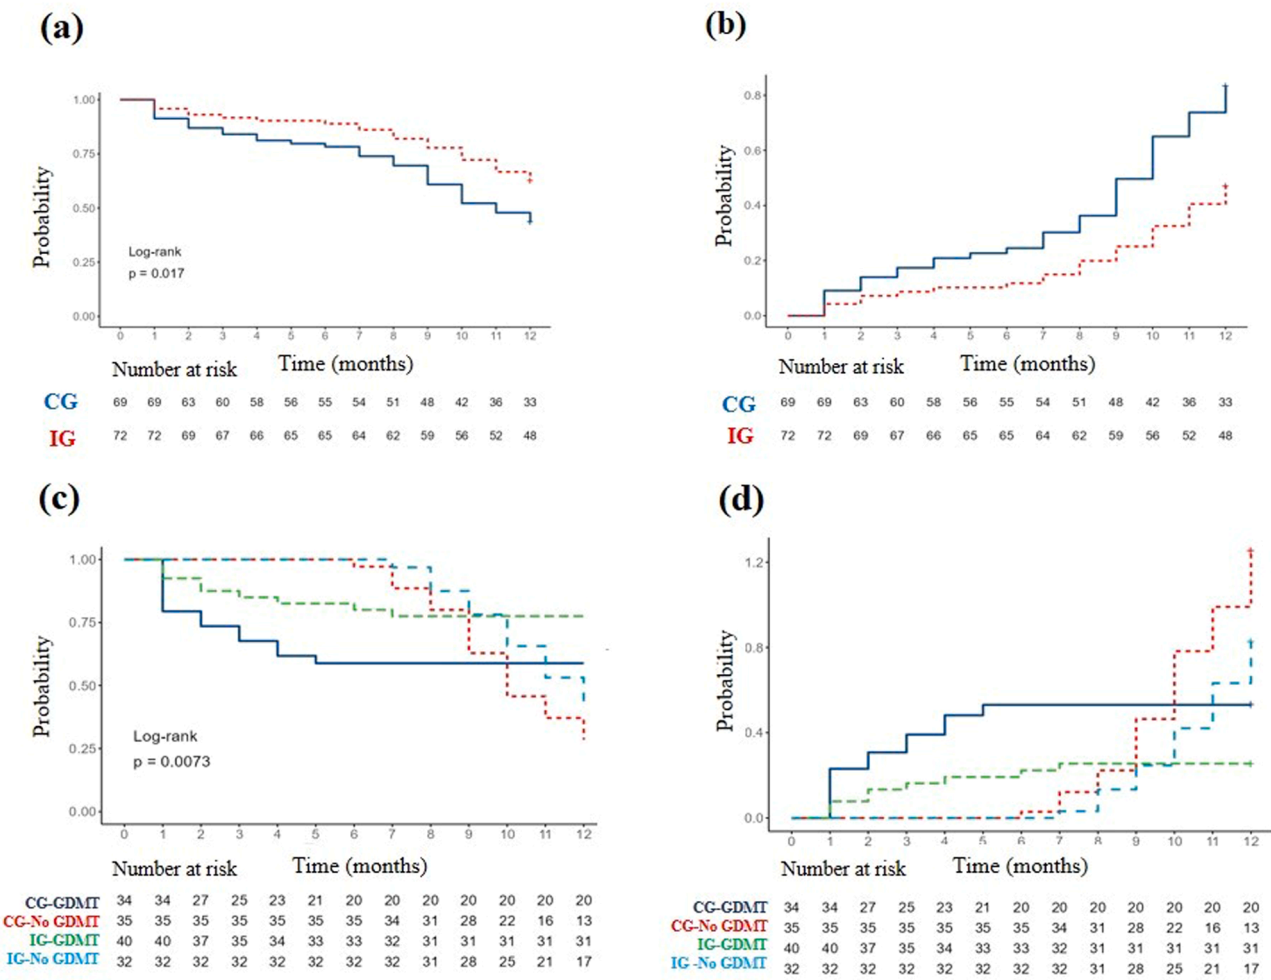 (a)
Probability
1.00
0.75
0.50
0.25
0.00
Log-rank
p = 0.017
0 1 2 3 4 5 6 7 8 9 10 11 12
Number at risk Time (months)
CG 69 69 63 60 58 56 55 54 51 48 42 36 33
IG 72 72 69 67 66 65 65 64 62 59 56 52 48
(b)
Probability
0.8
0.6
0.4
0.2
0.0
0 1 2 3 4 5 6 7 8 9 10 11 12
Number at risk Time (months)
CG 69 69 63 60 58 56 55 54 51 48 42 36 33
IG 72 72 69 67 66 65 65 64 62 59 56 52 48
(c)
Probability
1.00
0.75
0.50
0.25
0.00
Log-rank
p = 0.0073
0 1 2 3 4 5 6 7 8 9 10 11 12
Number at risk Time (months)
CG-GDMT 34 34 27 25 23 21 20 20 20 20 20 20 20
CG-No GDMT 35 35 35 35 35 35 35 34 31 28 22 16 13
IG-GDMT 40 40 37 35 34 33 33 32 31 31 31 31 31
IG-No GDMT 32 32 32 32 32 32 32 32 31 28 25 21 17
(d)
Probability
1.2
0.8
0.4
0.0
0 1 2 3 4 5 6 7 8 9 10 11 12
Number at risk Time (months)
CG-GDMT 34 34 27 25 23 21 20 20 20 20 20 20 20
CG-No GDMT 35 35 35 35 35 35 35 34 31 28 22 16 13
IG-GDMT 40 40 37 35 34 33 33 32 31 31 31 31 31
IG -No GDMT 32 32 32 32 32 32 32 32 31 28 25 21 17